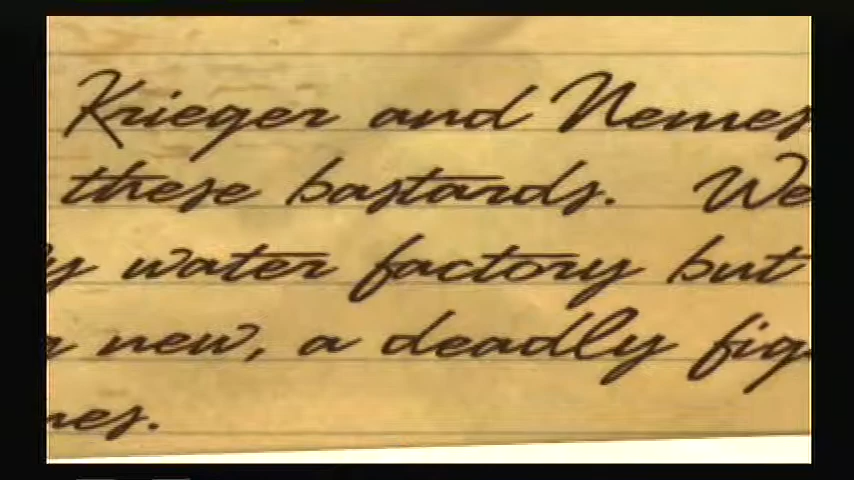 Krieger and Nemes
these bastards. We
y water factory but
new, a deadly fig
nes.